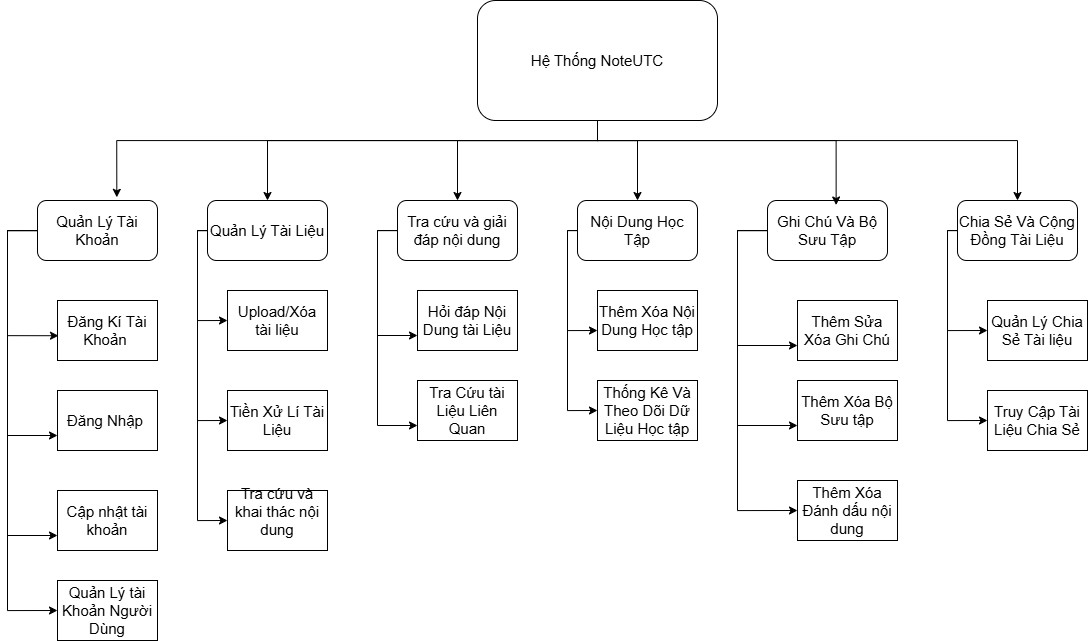 Hệ Thống NoteUTC
Quản Lý Tài
Khoản
Quản Lý Tài Liệu
Tra cứu và giải
đáp nội dung
Nội Dung Học
Tập
Ghi Chú Và Bộ
Sưu Tập
Chia Sẻ Và Cộng
Đồng Tài Liệu
Đăng Kí Tài
Khoản
Đăng Nhập
Cập nhật tài
khoản
Quản Lý tài
Khoản Người
Dùng
Upload/Xóa
tài liệu
Tiền Xử Lí Tài
Liệu
Tra cứu và
khai thác nội
dung
Hỏi đáp Nội
Dung tài Liệu
Tra Cứu tài
Liệu Liên
Quan
Thêm Xóa Nội
Dung Học tập
Thống Kê Và
Theo Dõi Dữ
Liệu Học tập
Thêm Sửa
Xóa Ghi Chú
Thêm Xóa Bộ
Sưu tập
Thêm Xóa
Đánh dấu nội
dung
Quản Lý Chia
Sẻ Tài liệu
Truy Cập Tài
Liệu Chia Sẻ